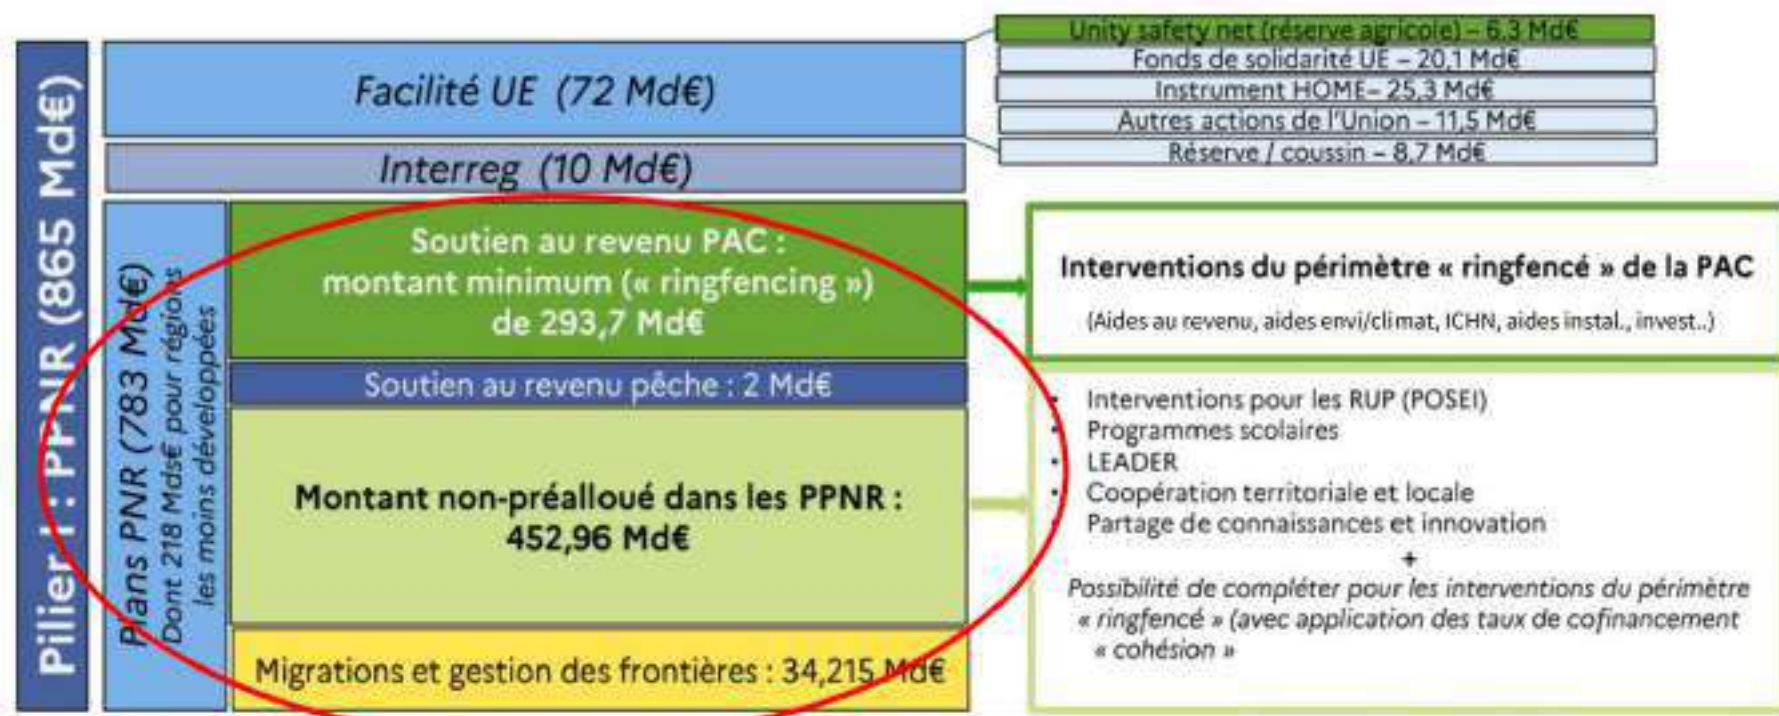 Pilier I : PPNR (865 Md€)
Facilité UE (72 Md€)
Unity safety net (réserve agricole) – 6,3 Md€
Fonds de solidarité UE – 20,1 Md€
Instrument HOME– 25,3 Md€
Autres actions de l'Union – 11,5 Md€
Réserve / coussin – 8,7 Md€
Interreg (10 Md€)
Plans PNR (783 Md€)
Dont 218 Mds€ pour régions
les moins développées
Soutien au revenu PAC :
montant minimum (« ringfencing »)
de 293,7 Md€
Soutien au revenu pêche : 2 Md€
Montant non-préalloué dans les PPNR :
452,96 Md€
Migrations et gestion des frontières : 34,215 Md€
Interventions du périmètre « ringfencé » de la PAC
(Aides au revenu, aides envi/climat, ICHN, aides instal., invest..)
• Interventions pour les RUP (POSEI)
• Programmes scolaires
• LEADER
• Coopération territoriale et locale
• Partage de connaissances et innovation
+
Possibilité de compléter pour les interventions du périmètre
« ringfencé » (avec application des taux de cofinancement
« cohésion »